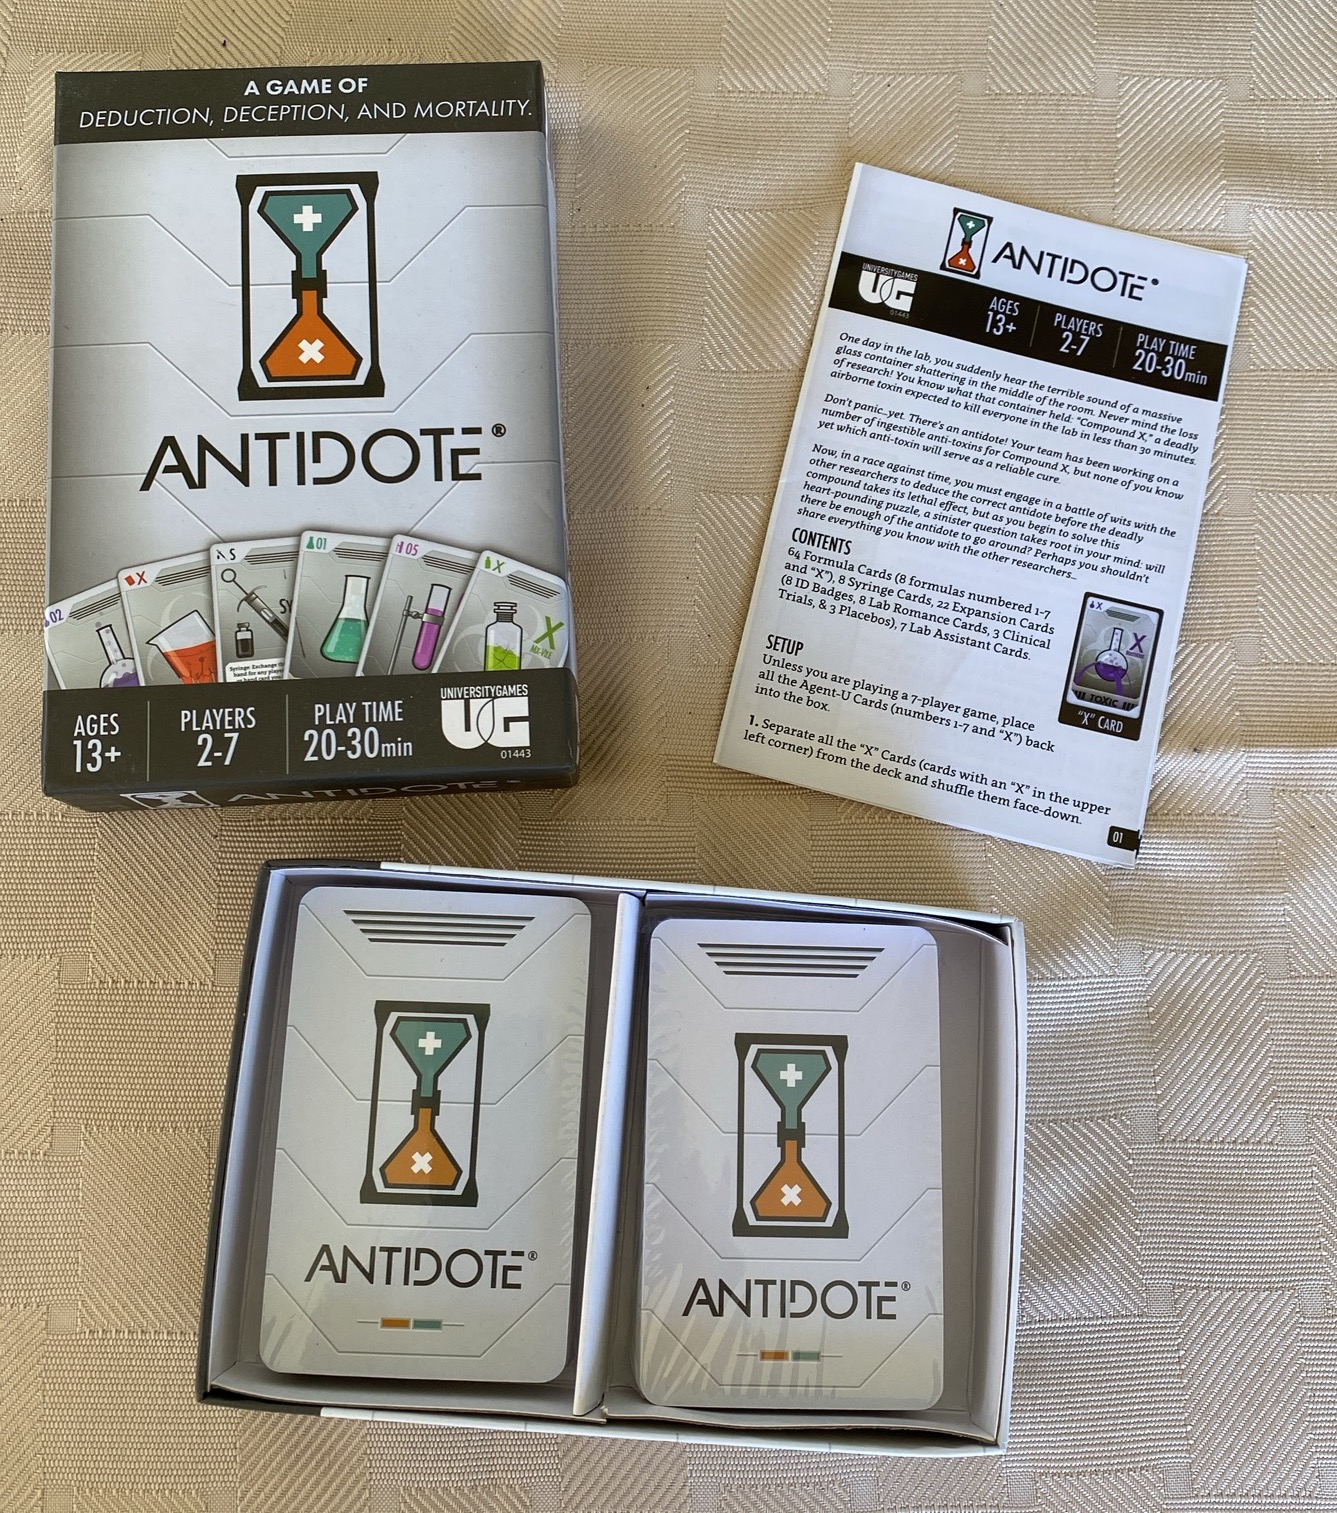 A GAME OF
DEDUCTION, DECEPTION, AND MORTALITY.
ANTIDOTE®
02
X
S
01
05
X
X
Syringe: Exchange
hand for any
AGES
13+
PLAYERS
2-7
PLAY TIME
20-30min
UNIVERSITYGAMES
UG
01443
ANTIDOTE
ANTIDOTE®
UNIVERSITYGAMES
UG
01443
AGES
13+
PLAYERS
2-7
PLAY TIME
20-30min
One day in the lab, you suddenly hear the terrible sound of a massive
glass container shattering in the middle of the room. Never mind the loss
of research! You know what that container held: “Compound X,” a deadly
airborne toxin expected to kill everyone in the lab in less than 30 minutes.
Don't panic...yet. There's an antidote! Your team has been working on a
number of ingestible anti-toxins for Compound X, but none of you know
yet which anti-toxin will serve as a reliable cure.
Now, in a race against time, you must engage in a battle of wits with the
other researchers to deduce the correct antidote before the deadly
compound takes its lethal effect, but as you begin to solve this
heart-pounding puzzle, a sinister question takes root in your mind: will
there be enough of the antidote to go around? Perhaps you shouldn't
share everything you know with the other researchers...
CONTENTS
64 Formula Cards (8 formulas numbered 1-7
and “X”), 8 Syringe Cards, 22 Expansion Cards
(8 ID Badges, 8 Lab Romance Cards, 3 Clinical
Trials, & 3 Placebos), 7 Lab Assistant Cards.
X
X
TOXIC
“X” CARD
SETUP
Unless you are playing a 7-player game, place
all the Agent-U Cards (numbers 1-7 and “X”) back
into the box.
1. Separate all the “X” Cards (cards with an “X” in the upper
left corner) from the deck and shuffle them face-down.
01
ANTIDOTE®
ANTIDOTE®